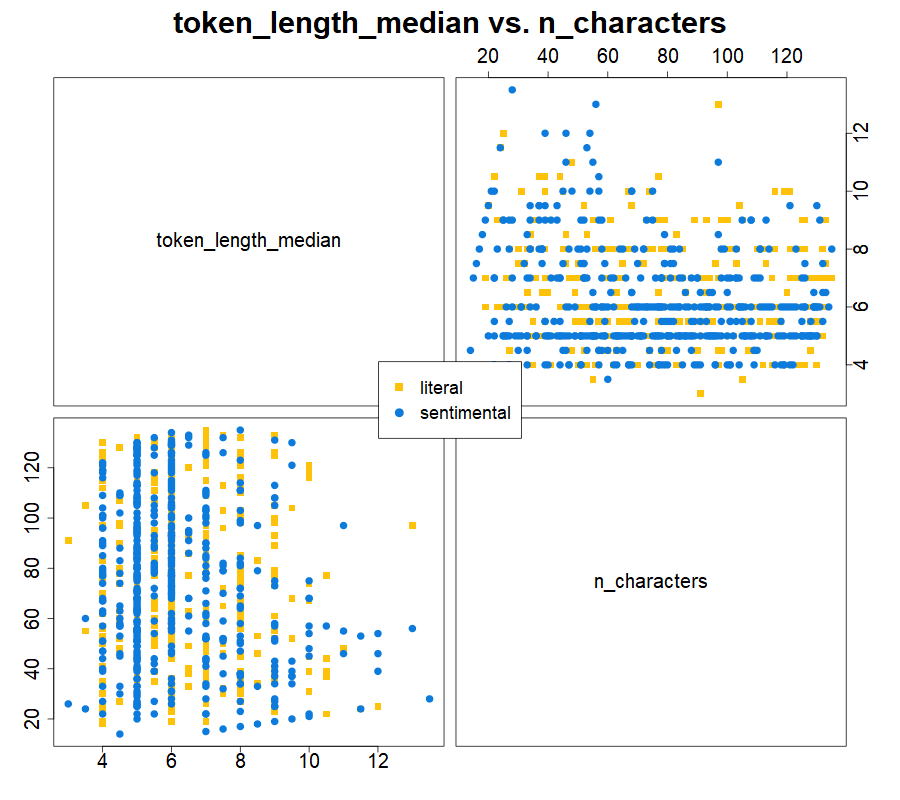 token_length_median vs. n_characters
20 40 60 80 100 120
token_length_median
4 6 8 10 12
literal
sentimental
20 40 60 80 100 120
n_characters
4 6 8 10 12